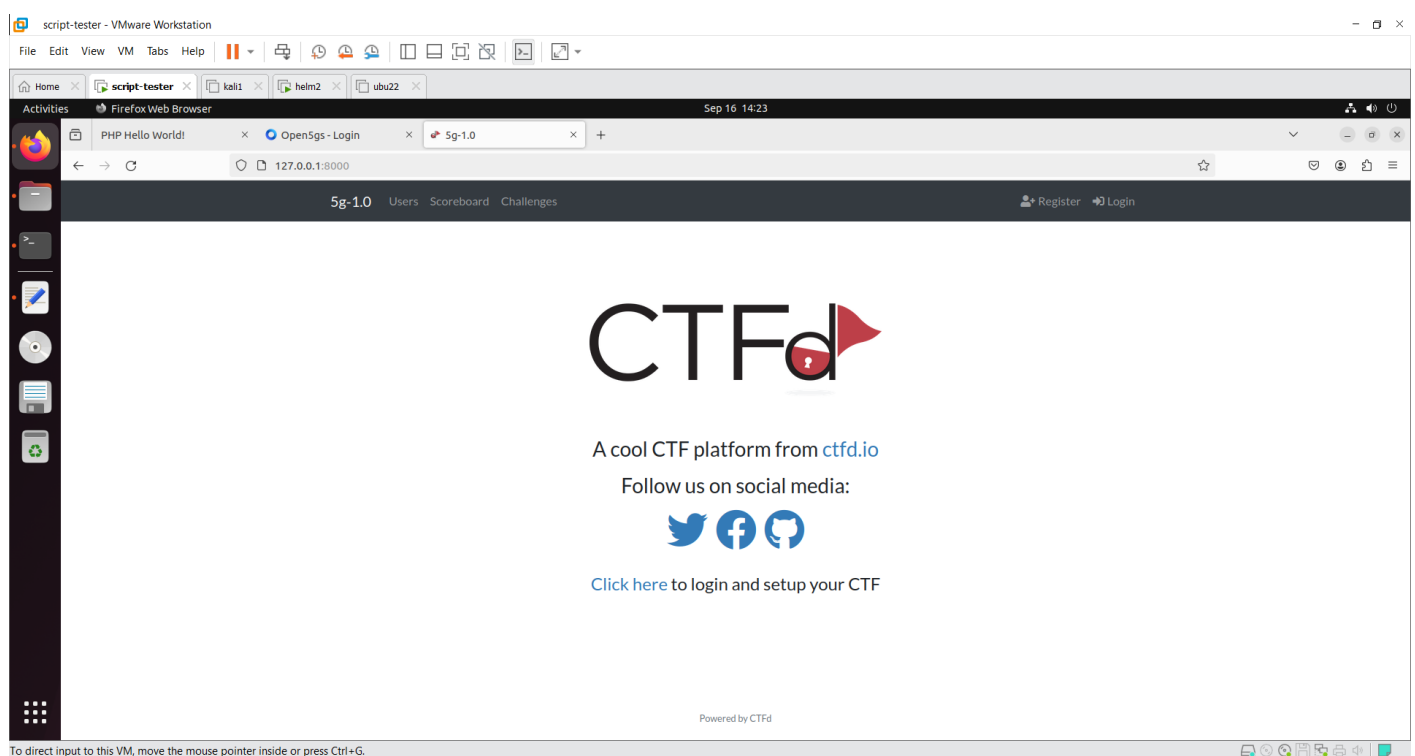 script-tester - VMware Workstation
File Edit View VM Tabs Help
Home script-tester kali1 helm2 ubu22
Activities Firefox Web Browser Sep 16 14:23
PHP Hello World! Open5gs - Login 5g-1.0
127.0.0.1:8000
5g-1.0 Users Scoreboard Challenges Register Login
CTFd
A cool CTF platform from ctfd.io
Follow us on social media:
Click here to login and setup your CTF
Powered by CTFd
To direct input to this VM, move the mouse pointer inside or press Ctrl+G.